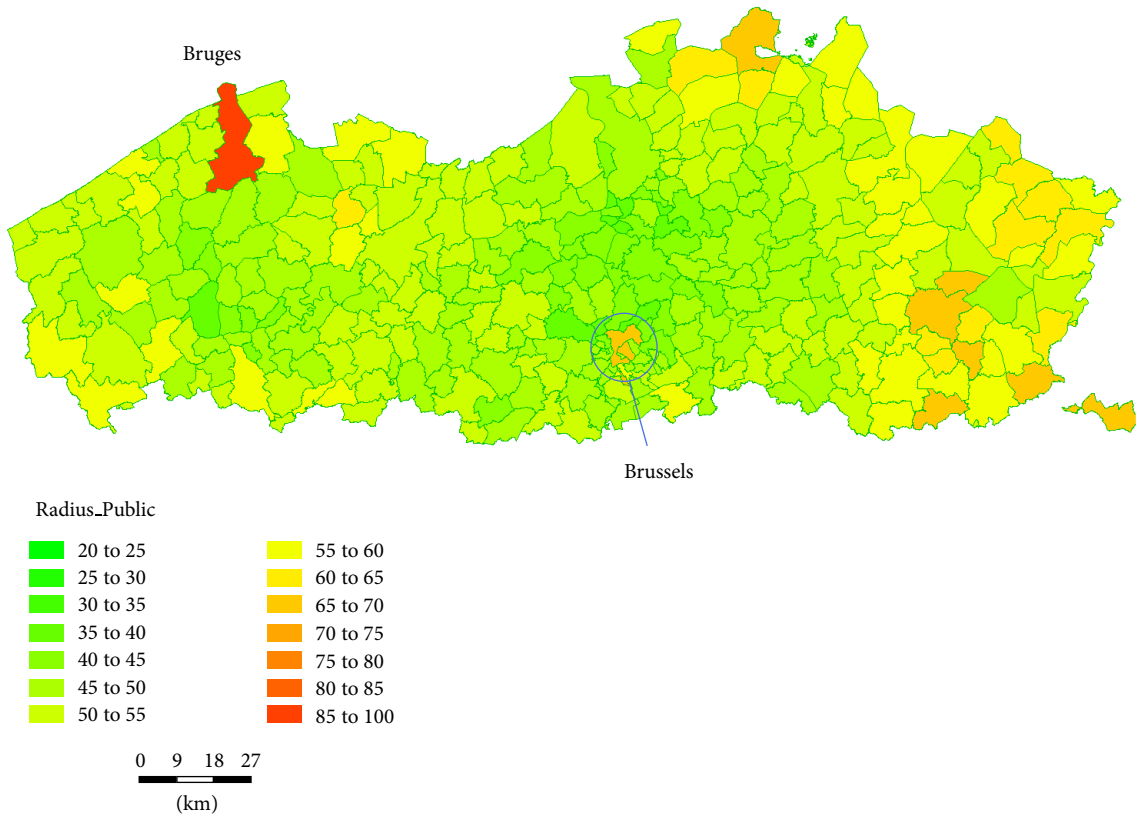 Bruges
Brussels
Radius_Public
20 to 25
25 to 30
30 to 35
35 to 40
40 to 45
45 to 50
50 to 55
55 to 60
60 to 65
65 to 70
70 to 75
75 to 80
80 to 85
85 to 100
0 9 18 27
(km)